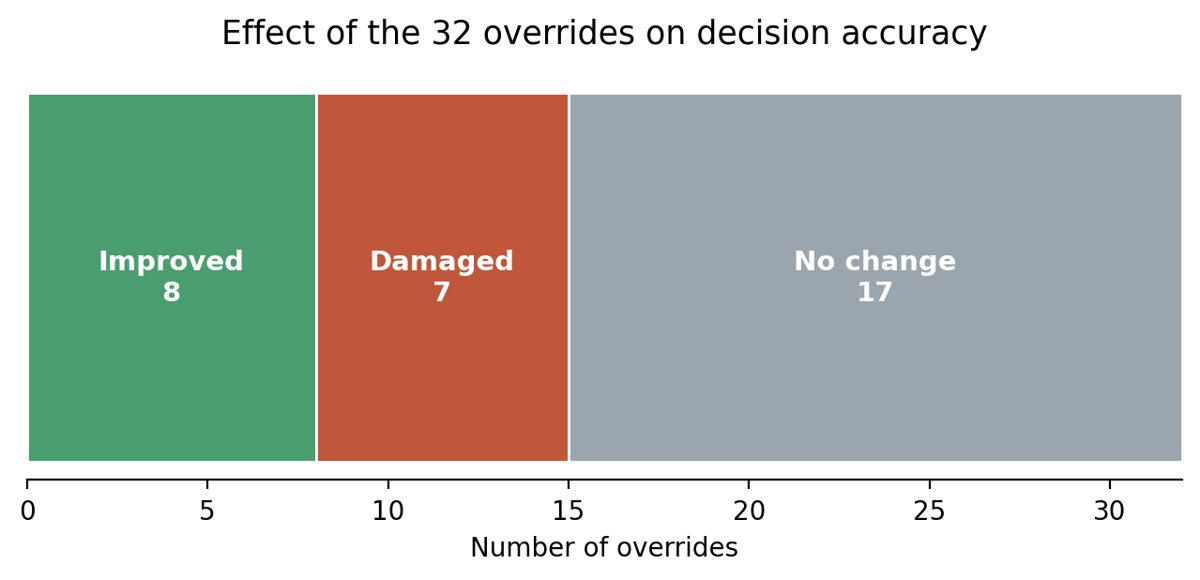 Effect of the 32 overrides on decision accuracy
Improved
8
Damaged
7
No change
17
0 5 10 15 20 25 30
Number of overrides